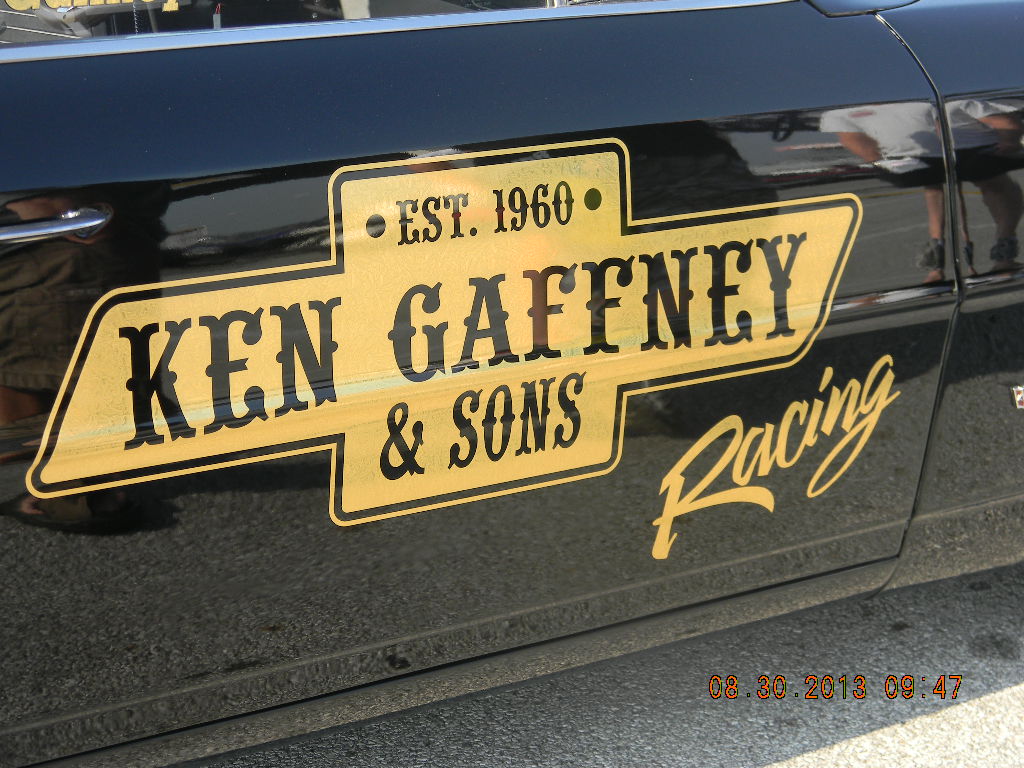 • EST. 1960 •
KEN GAFFNEY
& SONS
Racing
08.30.2013 09:47